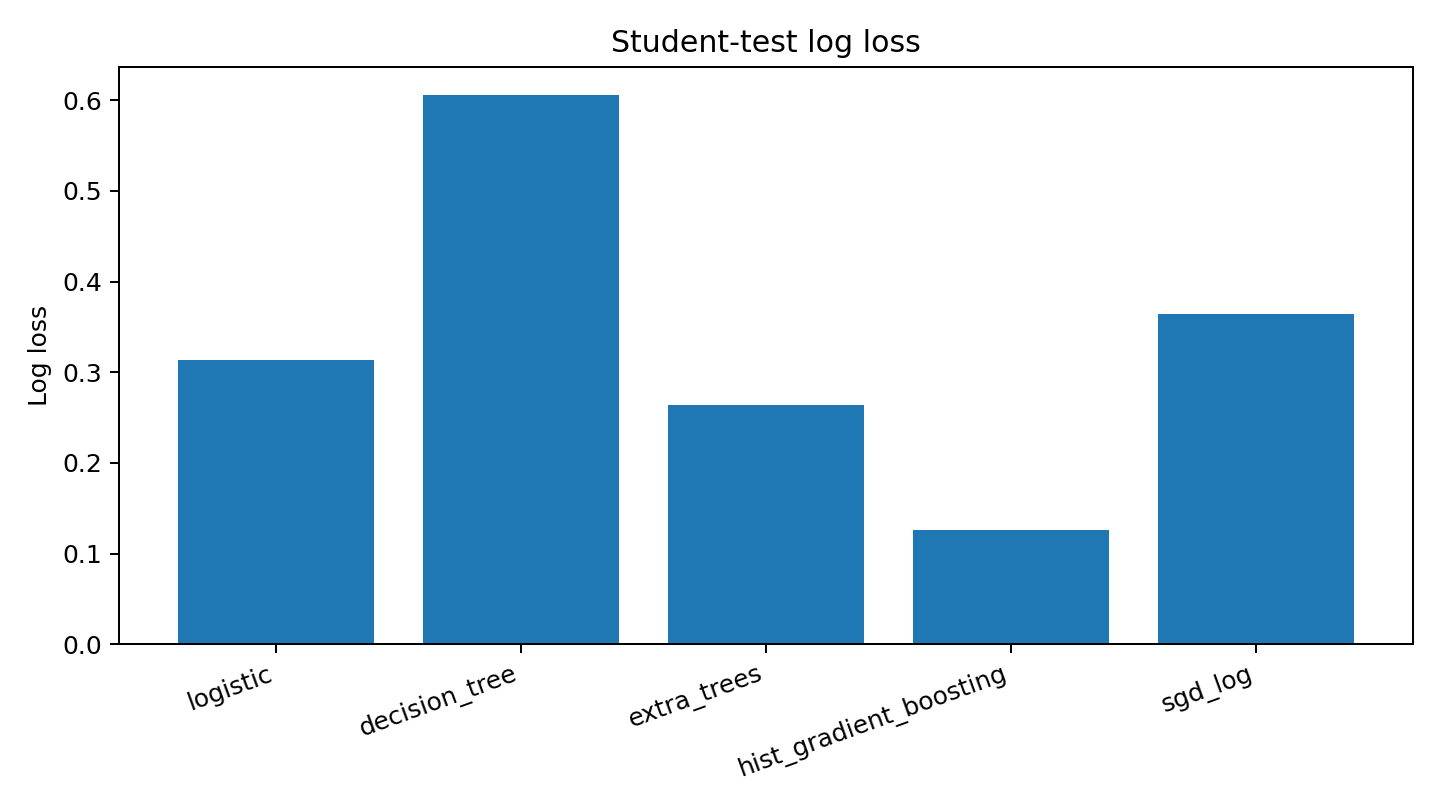 Student-test log loss
Log loss
0.6
0.5
0.4
0.3
0.2
0.1
0.0
logistic
decision_tree
extra_trees
hist_gradient_boosting
sgd_log